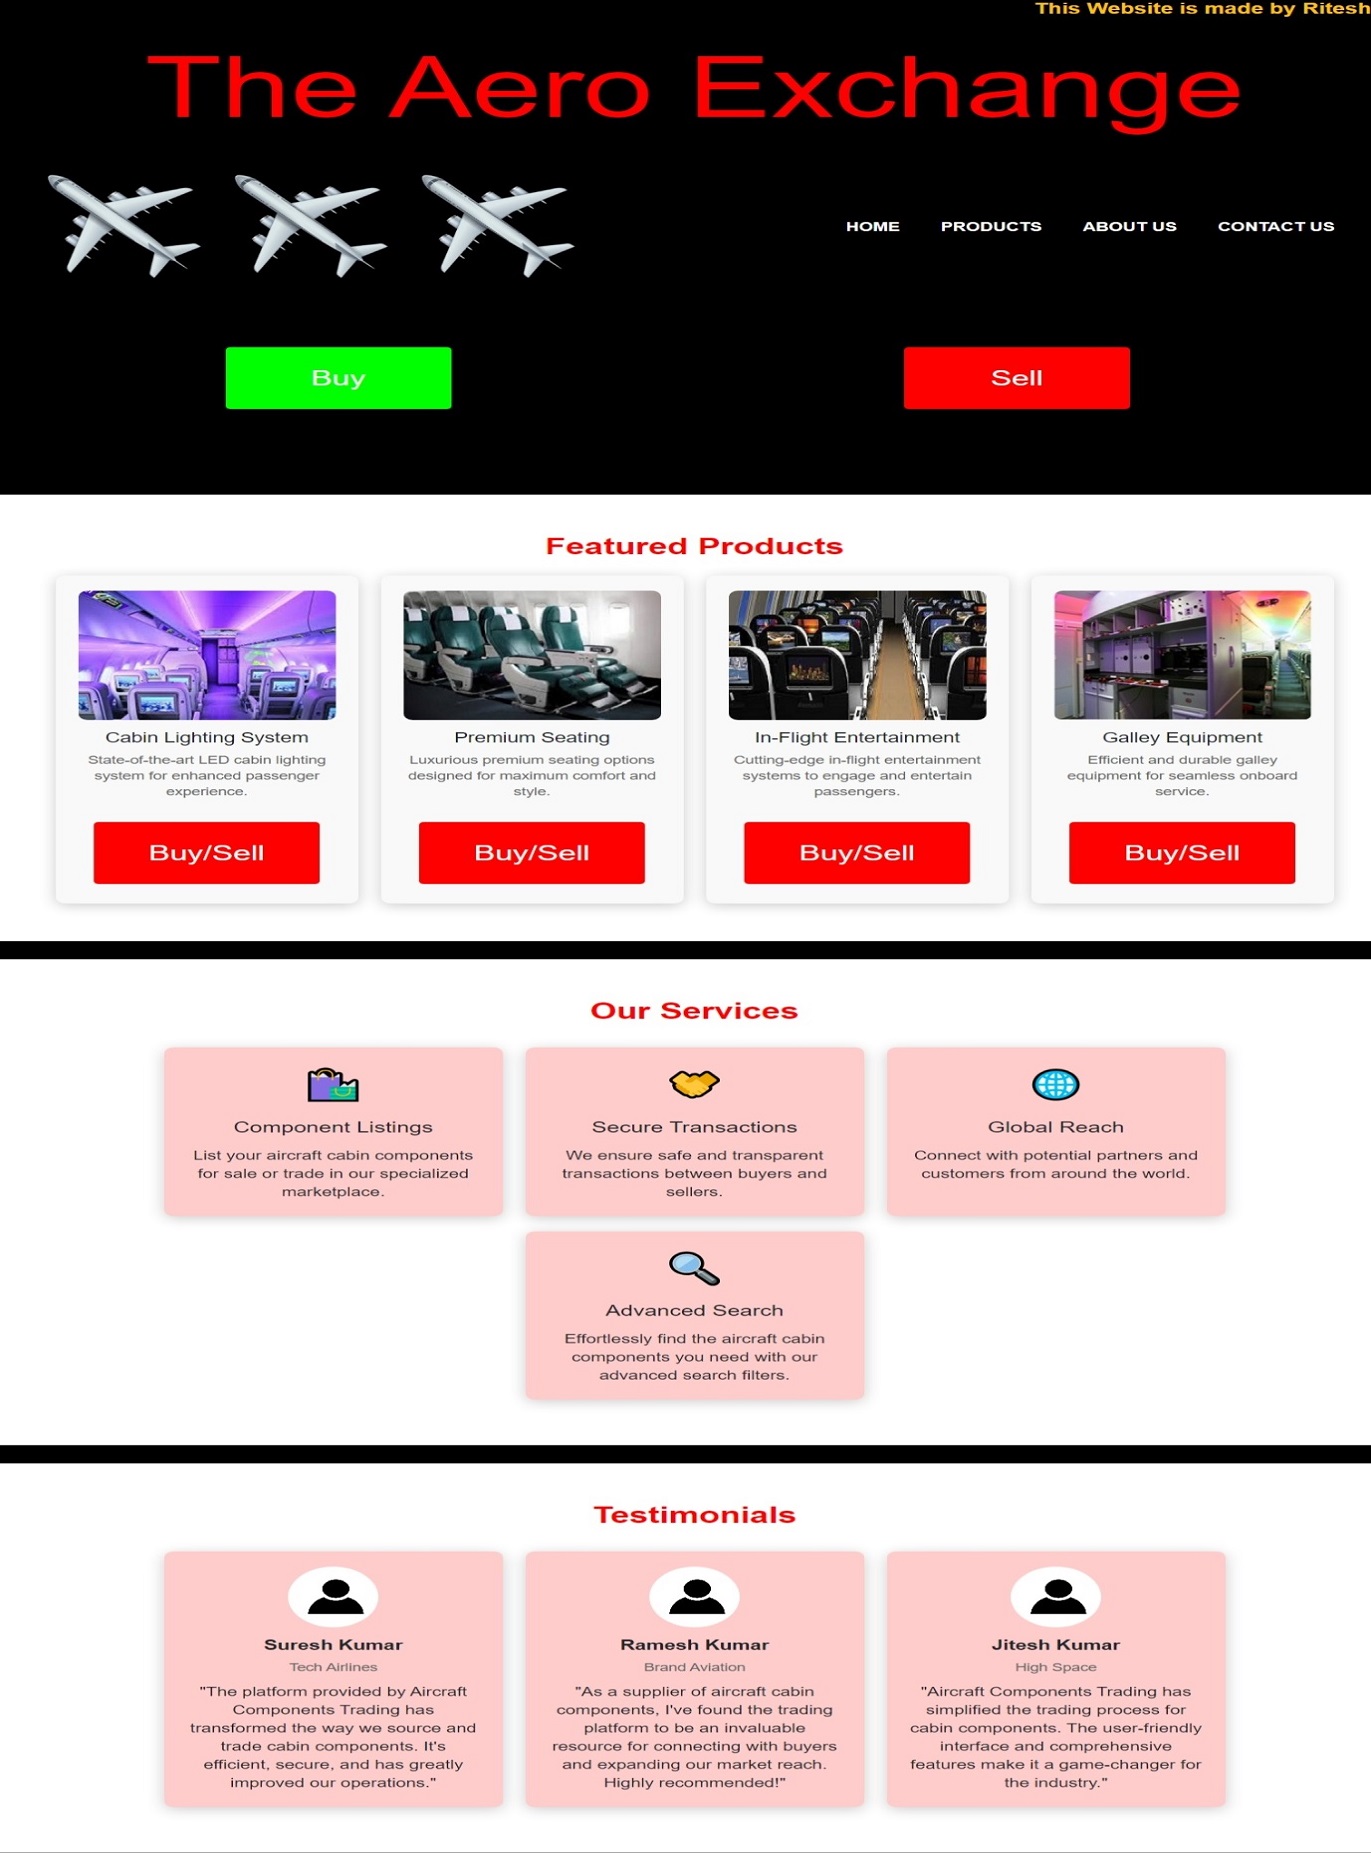 This Website is made by Ritesh
The Aero Exchange
HOME PRODUCTS ABOUT US CONTACT US
Buy
Sell
Featured Products
Cabin Lighting System
State-of-the-art LED cabin lighting
system for enhanced passenger
experience.
Buy/Sell
Premium Seating
Luxurious premium seating options
designed for maximum comfort and
style.
Buy/Sell
In-Flight Entertainment
Cutting-edge in-flight entertainment
systems to engage and entertain
passengers.
Buy/Sell
Galley Equipment
Efficient and durable galley
equipment for seamless onboard
service.
Buy/Sell
Our Services
Component Listings
List your aircraft cabin components
for sale or trade in our specialized
marketplace.
Secure Transactions
We ensure safe and transparent
transactions between buyers and
sellers.
Global Reach
Connect with potential partners and
customers from around the world.
Advanced Search
Effortlessly find the aircraft cabin
components you need with our
advanced search filters.
Testimonials
Suresh Kumar
Tech Airlines
"The platform provided by Aircraft
Components Trading has
transformed the way we source and
trade cabin components. It's
efficient, secure, and has greatly
improved our operations."
Ramesh Kumar
Brand Aviation
"As a supplier of aircraft cabin
components, I've found the trading
platform to be an invaluable
resource for connecting with buyers
and expanding our market reach.
Highly recommended!"
Jitesh Kumar
High Space
"Aircraft Components Trading has
simplified the trading process for
cabin components. The user-friendly
interface and comprehensive
features make it a game-changer for
the industry."